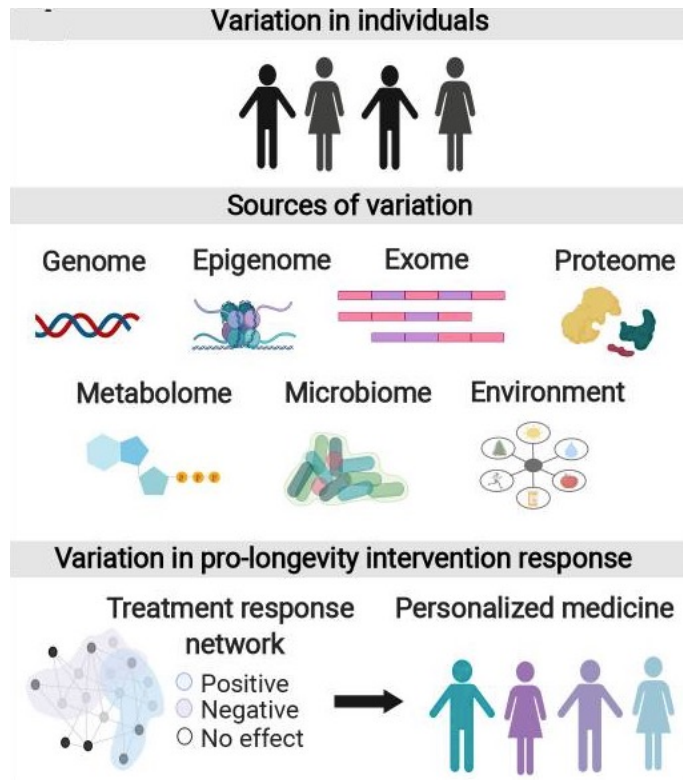 Variation in individuals
Sources of variation
Genome
Epigenome
Exome
Proteome
Metabolome
Microbiome
Environment
P P P
Variation in pro-longevity intervention response
Treatment response
network
Positive
Negative
No effect
Personalized medicine